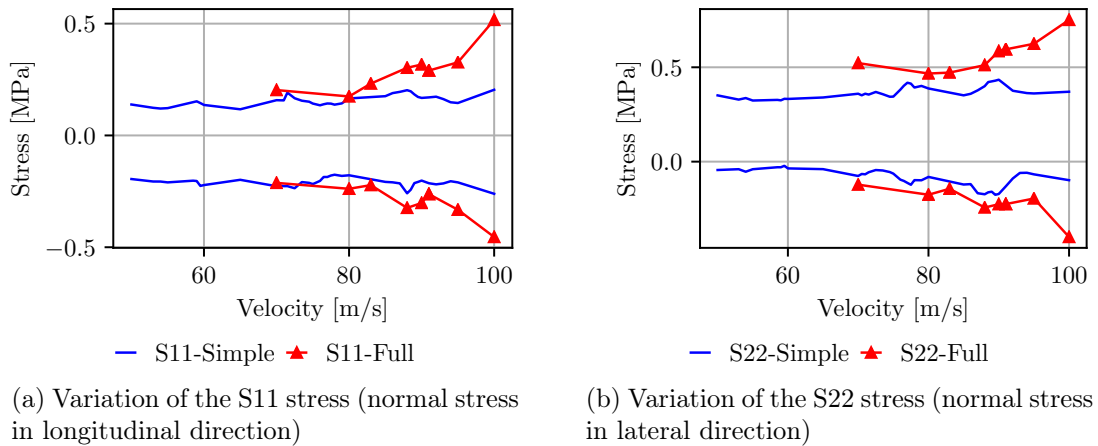 0.5
0.0
−0.5
Stress [MPa]
60 80 100
Velocity [m/s]
S11-Simple S11-Full
(a) Variation of the S11 stress (normal stress
in longitudinal direction)
0.5
0.0
Stress [MPa]
60 80 100
Velocity [m/s]
S22-Simple S22-Full
(b) Variation of the S22 stress (normal stress
in lateral direction)